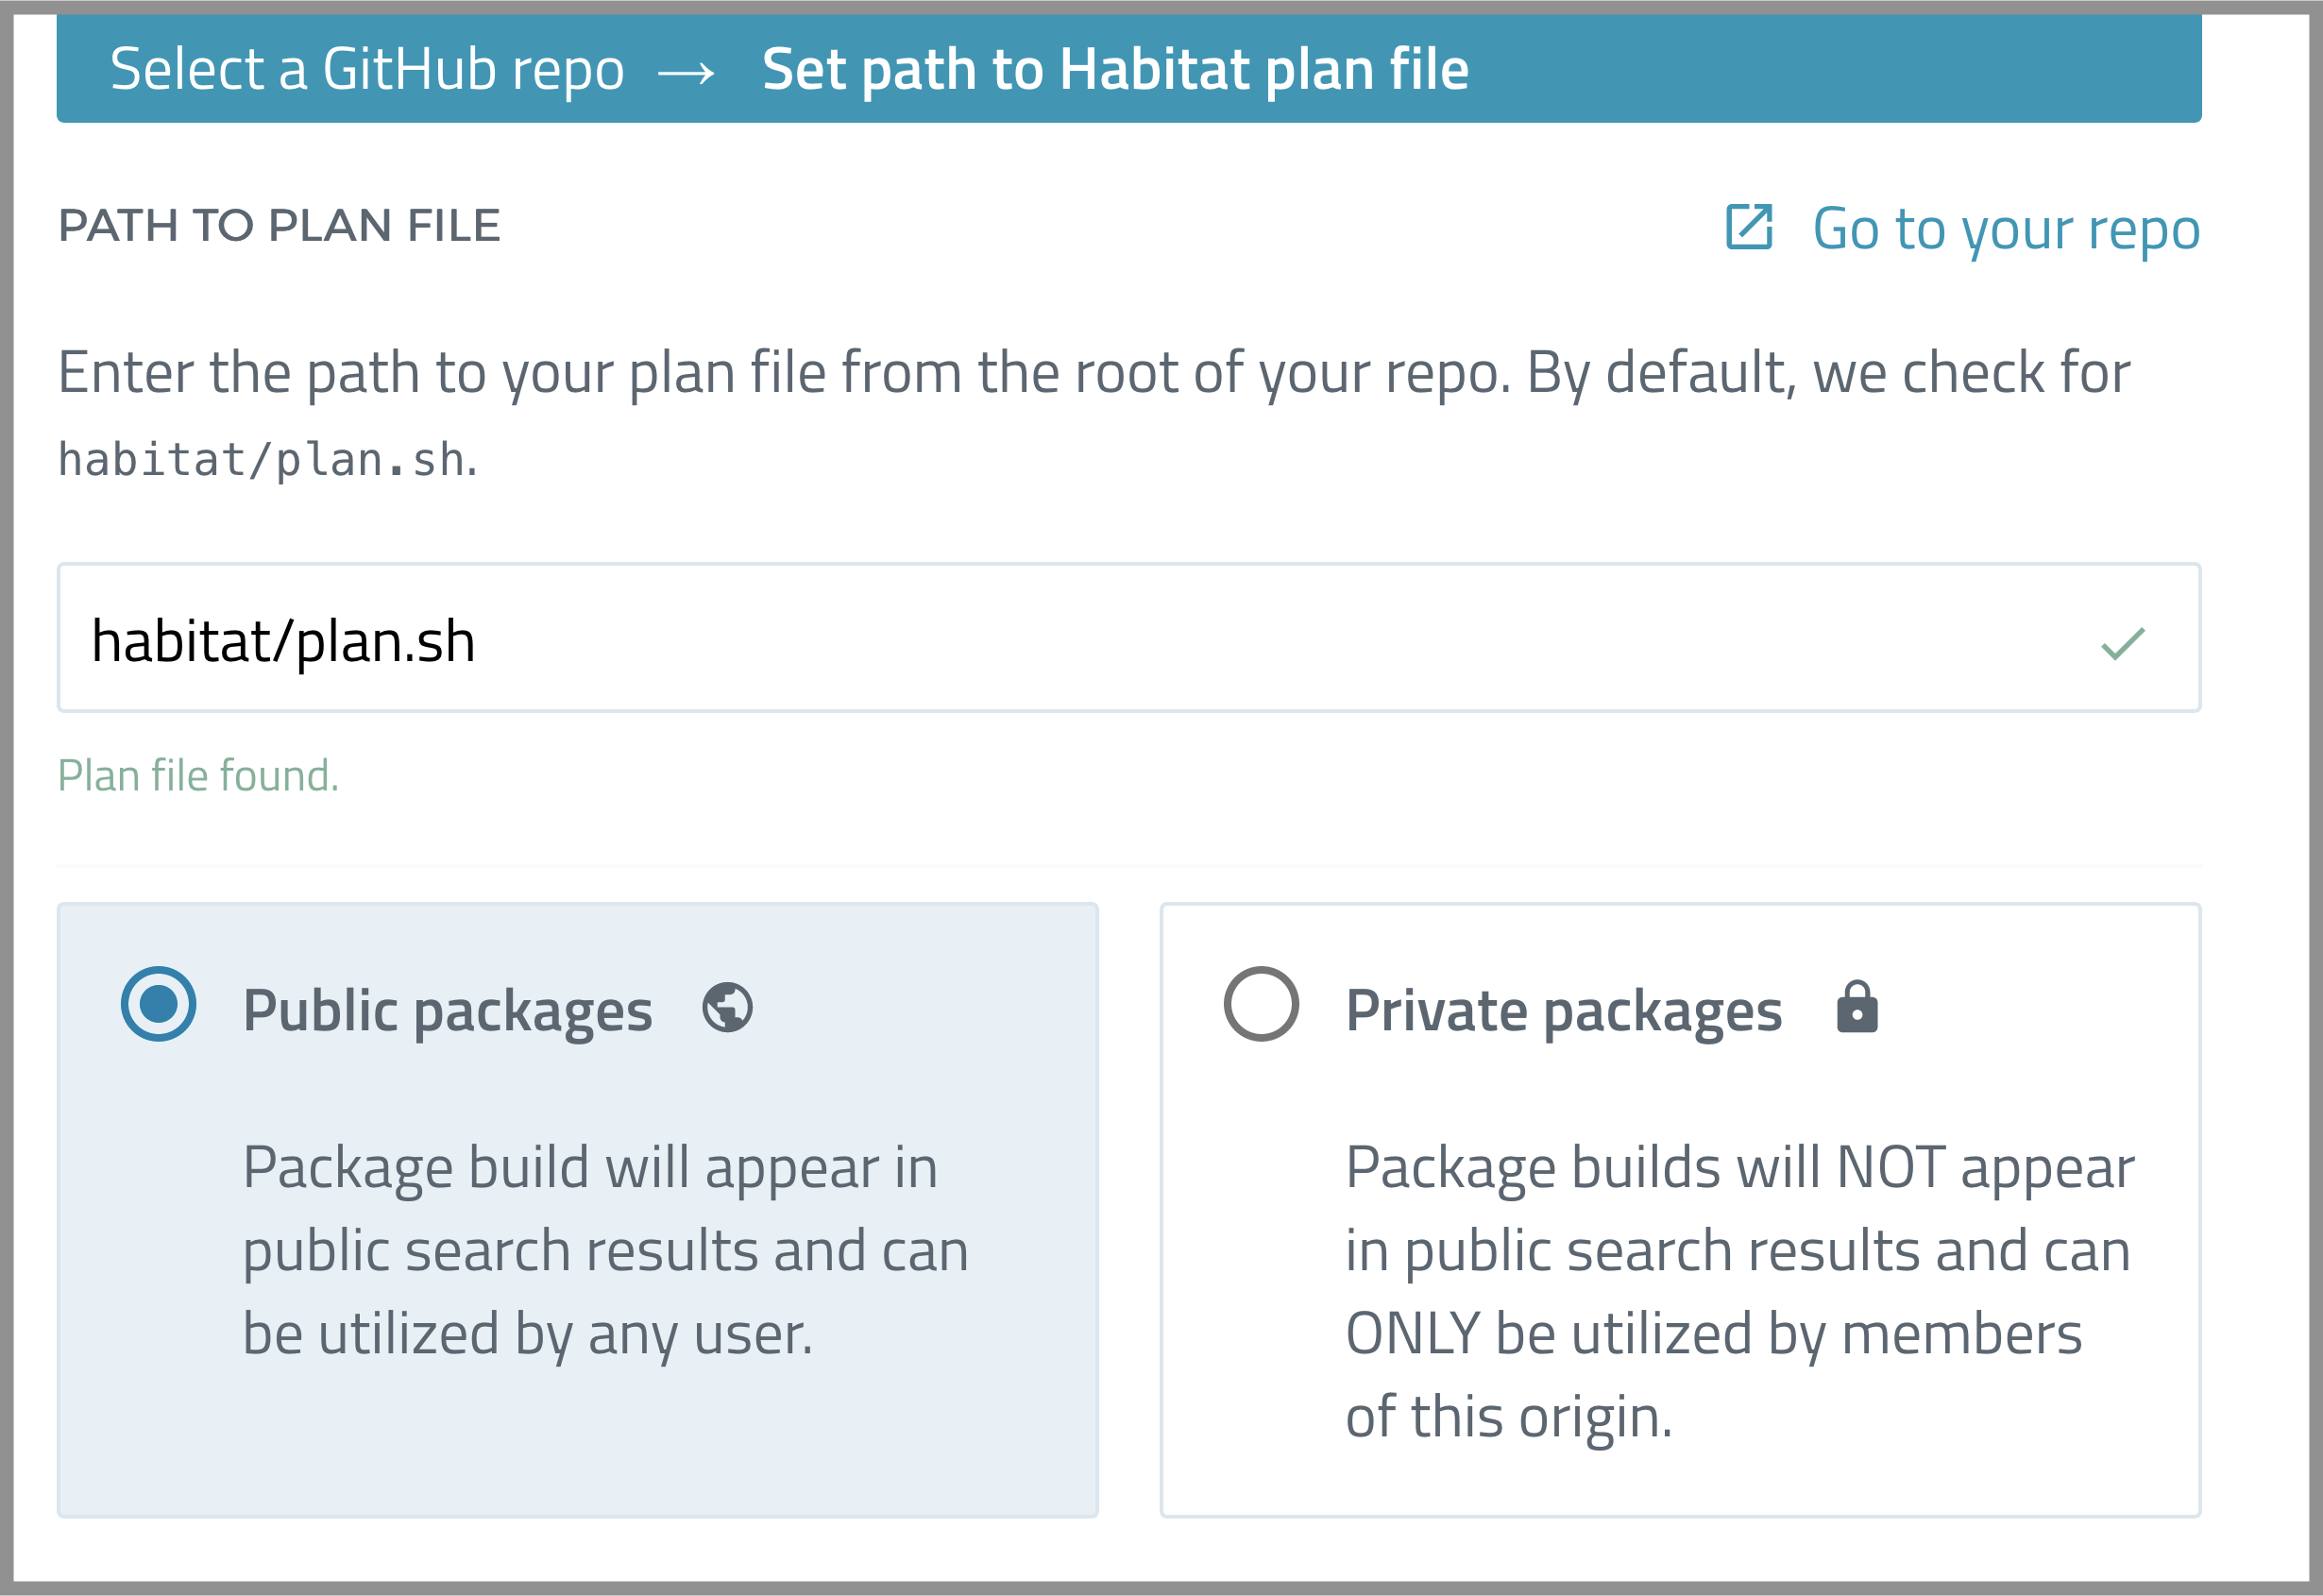 Select a GitHub repo → Set path to Habitat plan file
PATH TO PLAN FILE
Go to your repo
Enter the path to your plan file from the root of your repo. By default, we check for
habitat/plan.sh.
habitat/plan.sh
Plan file found.
Public packages
Package build will appear in
public search results and can
be utilized by any user.
Private packages
Package builds will NOT appear
in public search results and can
ONLY be utilized by members
of this origin.